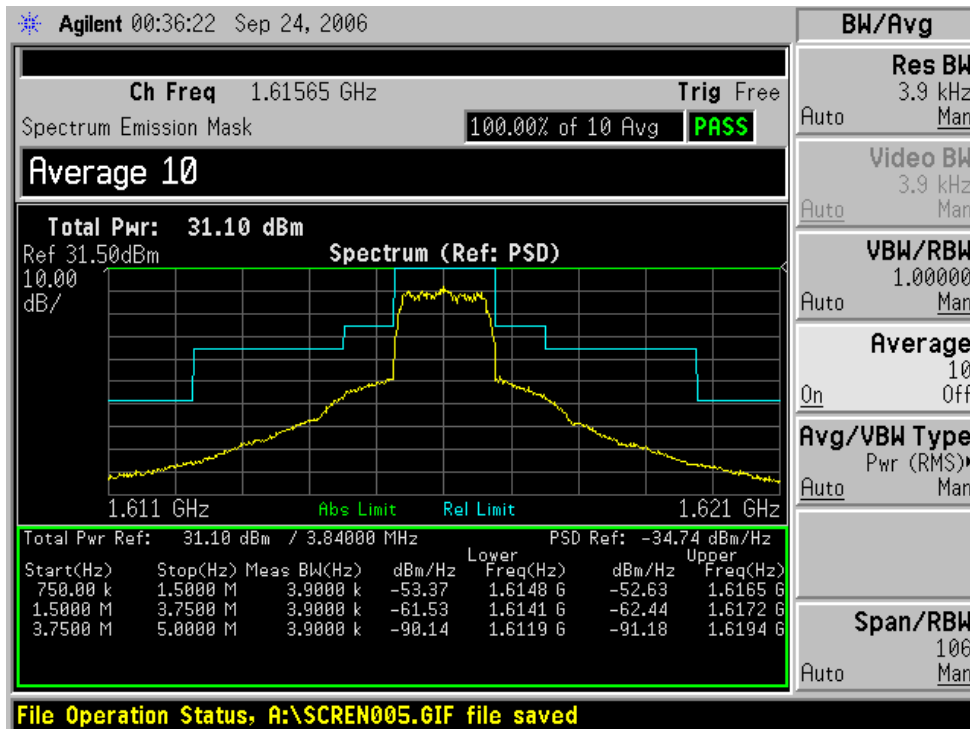 Agilent 00:36:22 Sep 24, 2006
BW/Avg
Ch Freq 1.61565 GHz Trig Free
Spectrum Emission Mask 100.00% of 10 Avg PASS
Average 10
Total Pwr: 31.10 dBm
Ref 31.50dBm Spectrum (Ref: PSD)
10.00
dB/
1.611 GHz Abs Limit Rel Limit 1.621 GHz
Total Pwr Ref: 31.10 dBm / 3.84000 MHz PSD Ref: -34.74 dBm/Hz
Lower Upper
Start(Hz) Stop(Hz) Meas BW(Hz) dBm/Hz Freq(Hz) dBm/Hz Freq(Hz)
750.00 k 1.5000 M 3.9000 k -53.37 1.6148 G -52.63 1.6165 G
1.5000 M 3.7500 M 3.9000 k -61.53 1.6141 G -62.44 1.6172 G
3.7500 M 5.0000 M 3.9000 k -90.14 1.6119 G -91.18 1.6194 G
Res BW
3.9 kHz
Auto Man
Video BW
3.9 kHz
Auto Man
VBW/RBW
1.00000
Auto Man
Average
10
On Off
Avg/VBW Type
Pwr (RMS)
Auto Man
Span/RBW
106
Auto Man
File Operation Status, A:\SCREN005.GIF file saved